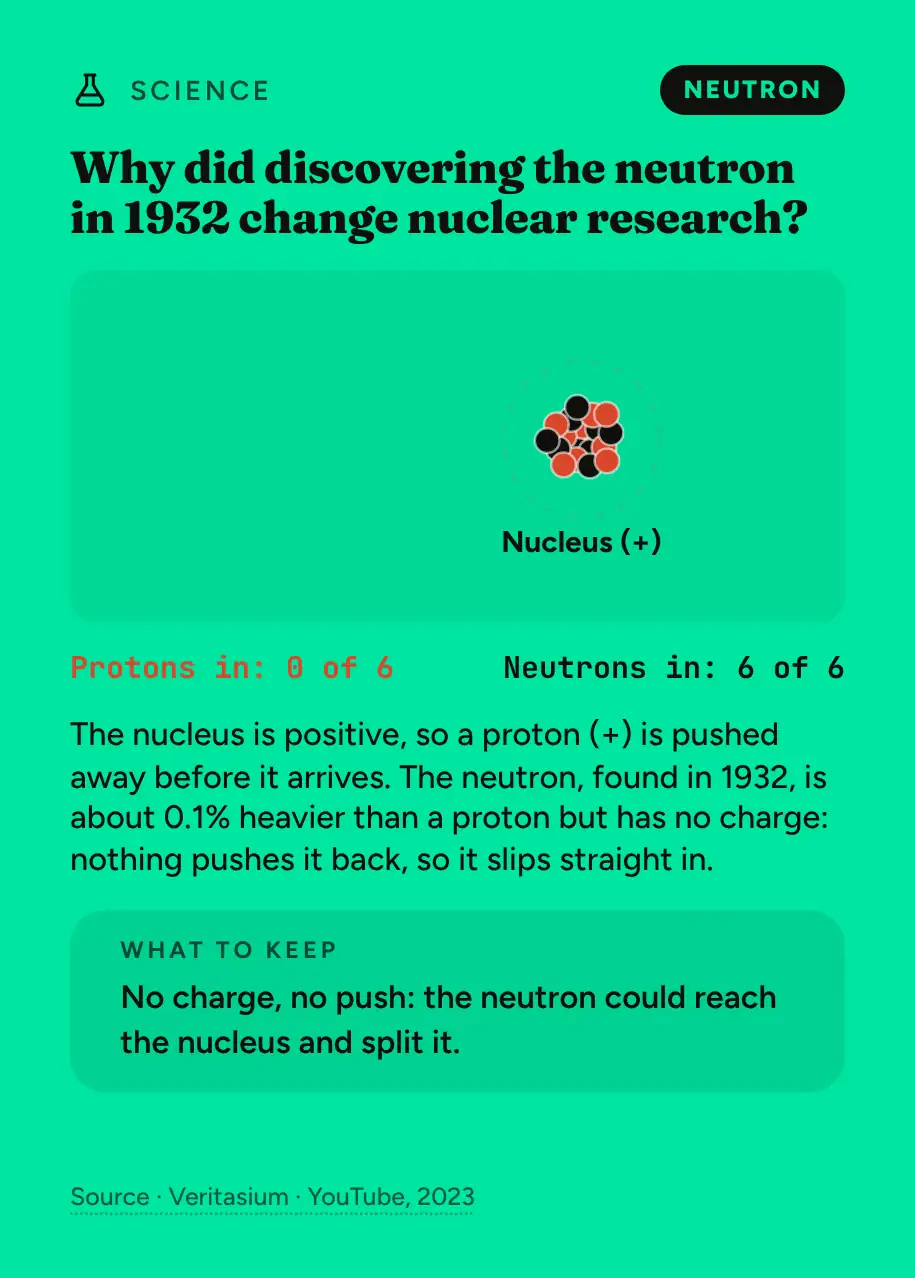 SCIENCE
NEUTRON
Why did discovering the neutron
in 1932 change nuclear research?
Nucleus (+)
Protons in: 0 of 6
Neutrons in: 6 of 6
The nucleus is positive, so a proton (+) is pushed
away before it arrives. The neutron, found in 1932, is
about 0.1% heavier than a proton but has no charge:
nothing pushes it back, so it slips straight in.
WHAT TO KEEP
No charge, no push: the neutron could reach
the nucleus and split it.
Source · Veritasium · YouTube, 2023